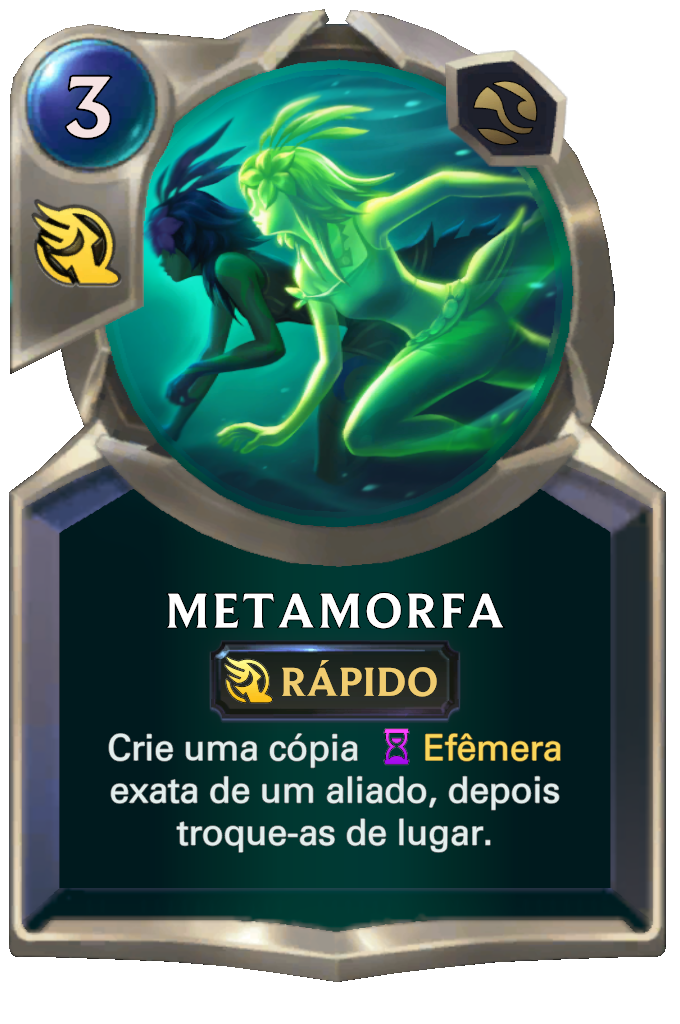 3
METAMORFA
RÁPIDO
Crie uma cópia Efêmera
exata de um aliado, depois
troque-as de lugar.